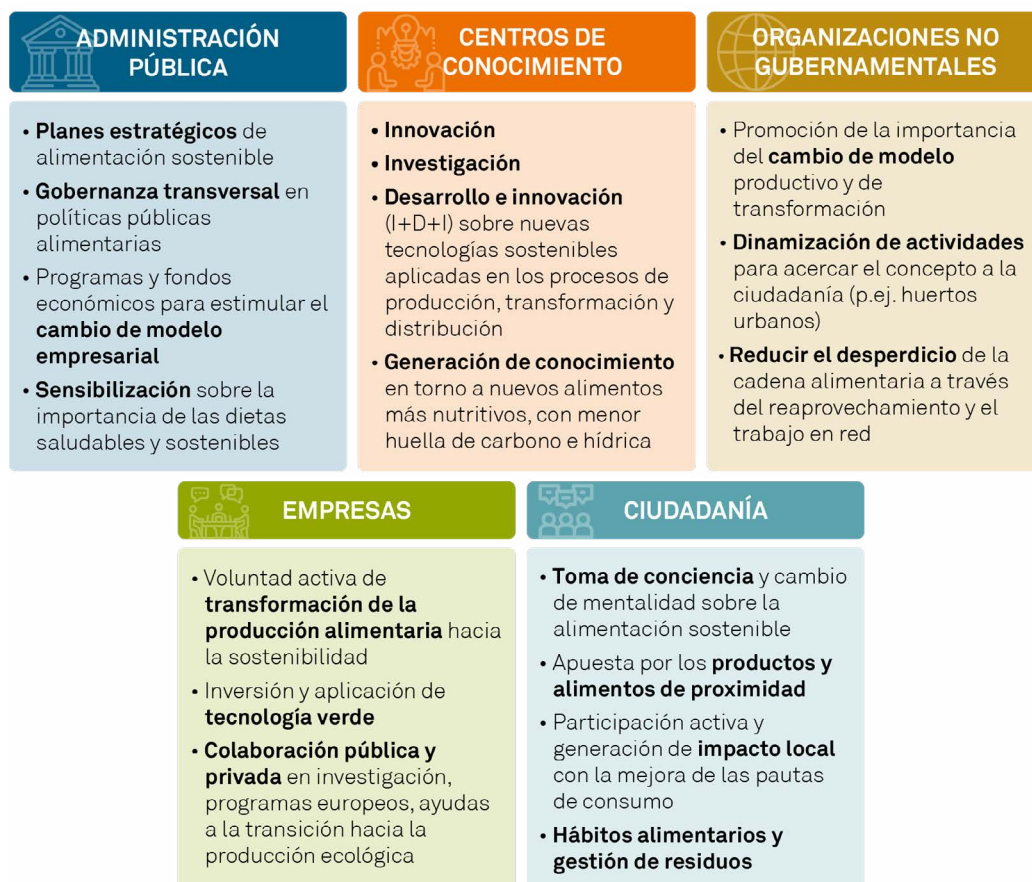 ADMINISTRACIÓN
PÚBLICA
• Planes estratégicos de
alimentación sostenible
• Gobernanza transversal en
políticas públicas
alimentarias
• Programas y fondos
económicos para estimular el
cambio de modelo
empresarial
• Sensibilización sobre la
importancia de las dietas
saludables y sostenibles
CENTROS DE
CONOCIMIENTO
• Innovación
• Investigación
• Desarrollo e innovación
(I+D+I) sobre nuevas
tecnologías sostenibles
aplicadas en los procesos de
producción, transformación y
distribución
• Generación de conocimiento
en torno a nuevos alimentos
más nutritivos, con menor
huella de carbono e hídrica
ORGANIZACIONES NO
GUBERNAMENTALES
• Promoción de la importancia
del cambio de modelo
productivo y de
transformación
• Dinamización de actividades
para acercar el concepto a la
ciudadanía (p.ej. huertos
urbanos)
• Reducir el desperdicio de la
cadena alimentaria a través
del reaprovechamiento y el
trabajo en red
EMPRESAS
• Voluntad activa de
transformación de la
producción alimentaria hacia
la sostenibilidad
• Inversión y aplicación de
tecnología verde
• Colaboración pública y
privada en investigación,
programas europeos, ayudas
a la transición hacia la
producción ecológica
CIUDADANÍA
• Toma de conciencia y cambio
de mentalidad sobre la
alimentación sostenible
• Apuesta por los productos y
alimentos de proximidad
• Participación activa y
generación de impacto local
con la mejora de las pautas
de consumo
• Hábitos alimentarios y
gestión de residuos